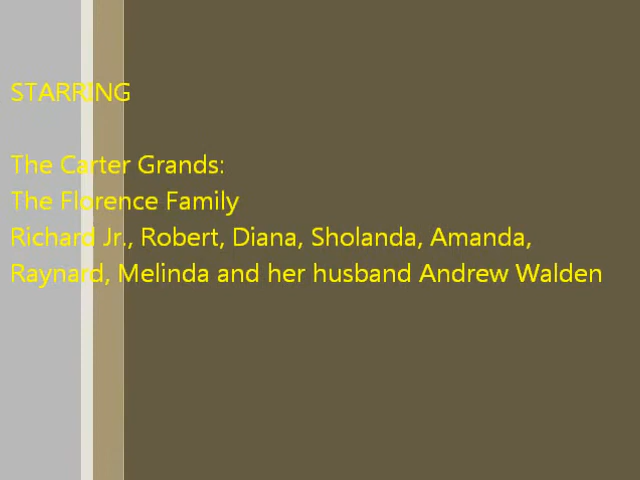 STARRING
The Carter Grands:
The Florence Family
Richard Jr., Robert, Diana, Sholanda, Amanda,
Raynard, Melinda and her husband Andrew Walden